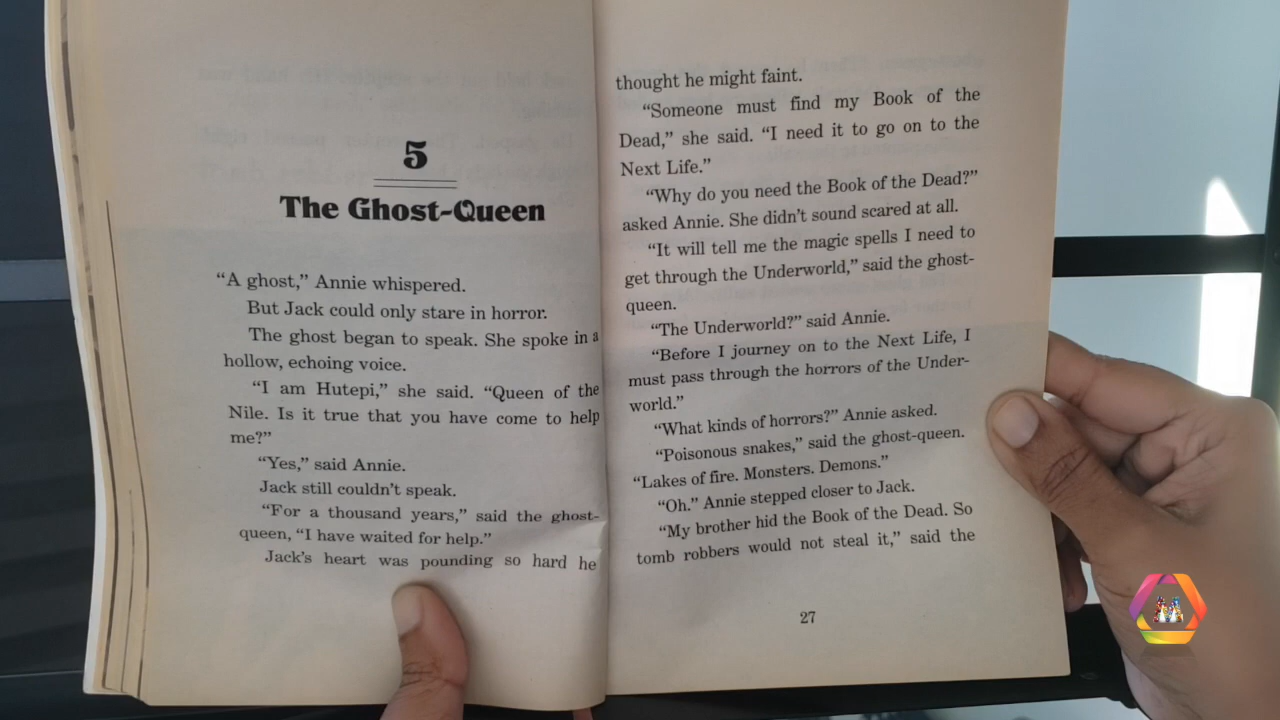 5
The Ghost-Queen
“A ghost,” Annie whispered.
But Jack could only stare in horror.
The ghost began to speak. She spoke in a
hollow, echoing voice.
“I am Hutepi,” she said. “Queen of the
Nile. Is it true that you have come to help
me?”
“Yes,” said Annie.
Jack still couldn’t speak.
“For a thousand years,” said the ghost-
queen, “I have waited for help.”
Jack’s heart was pounding so hard he
thought he might faint.
“Someone must find my Book of the
Dead,” she said. “I need it to go on to the
Next Life.”
“Why do you need the Book of the Dead?”
asked Annie. She didn’t sound scared at all.
“It will tell me the magic spells I need to
get through the Underworld,” said the ghost-
queen.
“The Underworld?” said Annie.
“Before I journey on to the Next Life, I
must pass through the horrors of the Under-
world.”
“What kinds of horrors?” Annie asked.
“Poisonous snakes,” said the ghost-queen.
“Lakes of fire. Monsters. Demons.”
“Oh.” Annie stepped closer to Jack.
“My brother hid the Book of the Dead. So
tomb robbers would not steal it,” said the
27